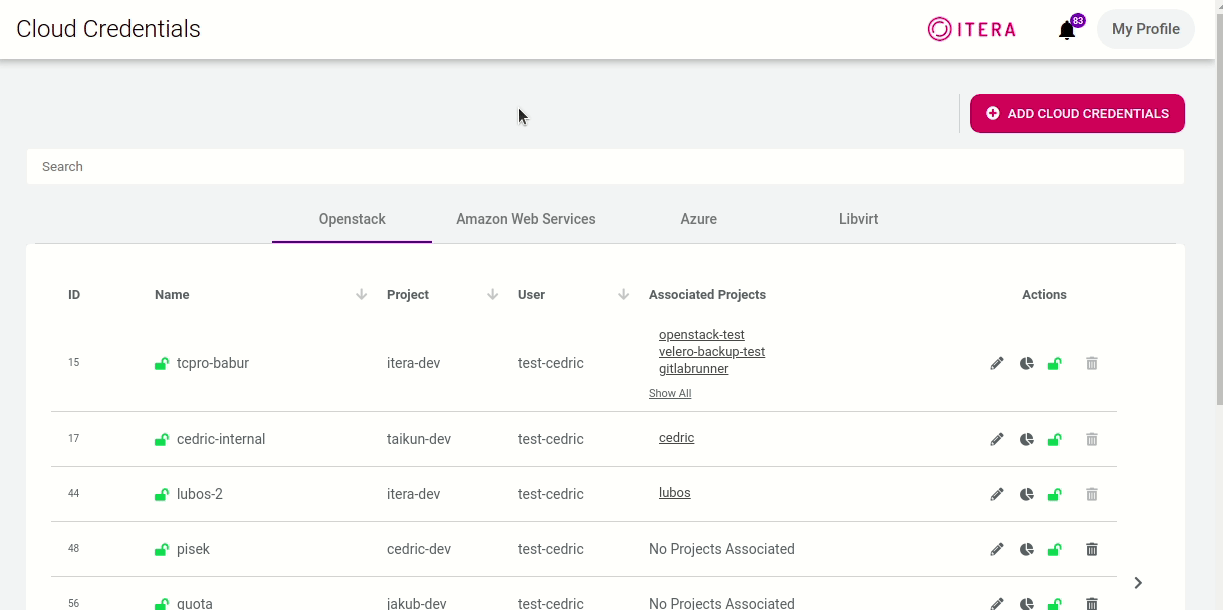 Cloud Credentials
ITERA
83
My Profile
ADD CLOUD CREDENTIALS
Search
Openstack Amazon Web Services Azure Libvirt
ID Name Project User Associated Projects Actions
15 tcpro-babur itera-dev test-cedric openstack-test
velero-backup-test
gitlabrunner
Show All
17 cedric-internal taikun-dev test-cedric cedric
44 lubos-2 itera-dev test-cedric lubos
48 pisek cedric-dev test-cedric No Projects Associated
56 quota jakub-dev test-cedric No Projects Associated